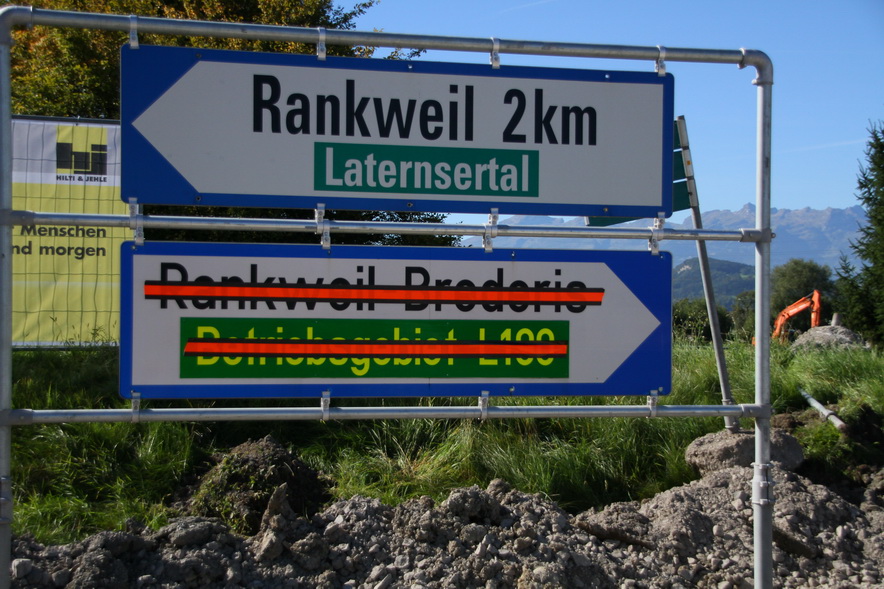 Rankweil 2km
Laternsertal
HILTI & JEHLE
Menschen
nd morgen
Rankweil Brederis
Betriebsgebiet L190